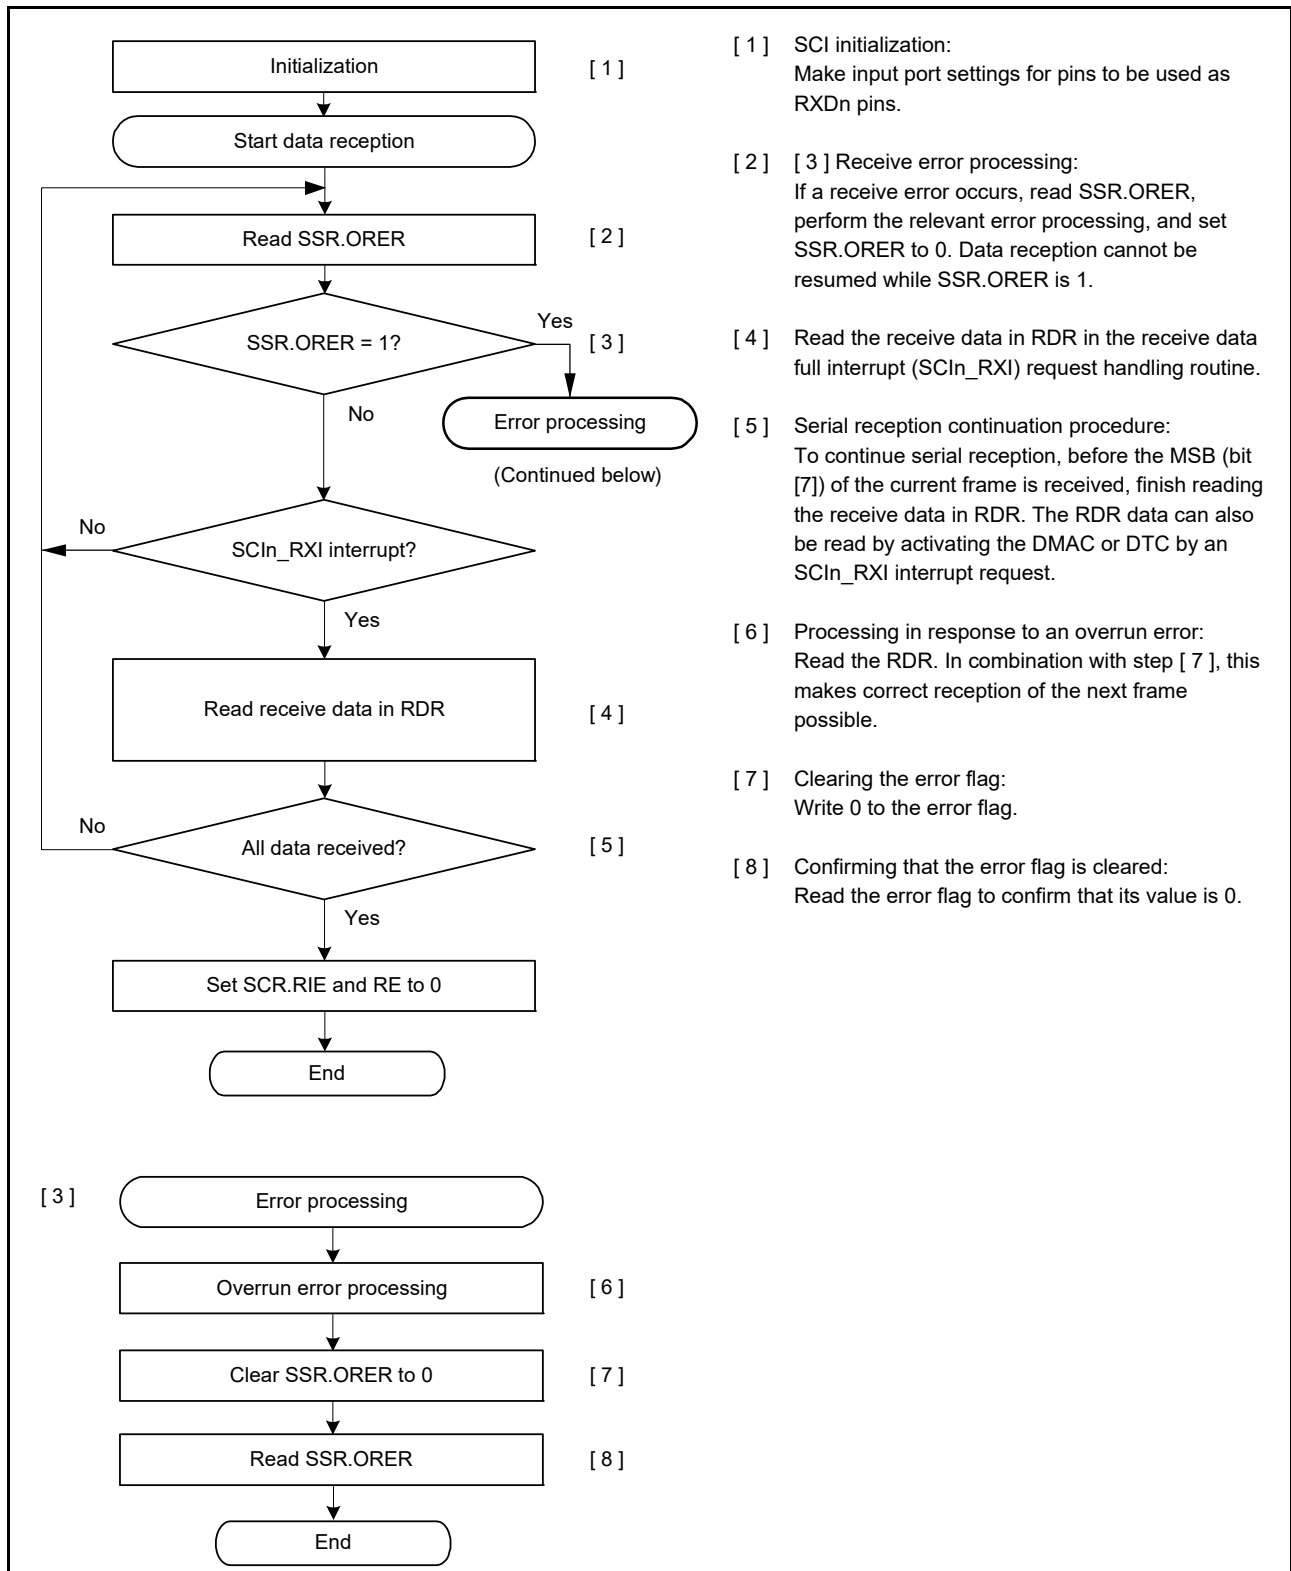 Initialization
[ 1 ]
Start data reception
Read SSR.ORER
[ 2 ]
SSR.ORER = 1?
Yes
[ 3 ]
No
Error processing
(Continued below)
No
SCIn_RXI interrupt?
Yes
Read receive data in RDR
[ 4 ]
No
All data received?
[ 5 ]
Yes
Set SCR.RIE and RE to 0
End
[ 1 ] SCI initialization:
Make input port settings for pins to be used as
RXDn pins.
[ 2 ] [ 3 ] Receive error processing:
If a receive error occurs, read SSR.ORER,
perform the relevant error processing, and set
SSR.ORER to 0. Data reception cannot be
resumed while SSR.ORER is 1.
[ 4 ] Read the receive data in RDR in the receive data
full interrupt (SCIn_RXI) request handling routine.
[ 5 ] Serial reception continuation procedure:
To continue serial reception, before the MSB (bit
[7]) of the current frame is received, finish reading
the receive data in RDR. The RDR data can also
be read by activating the DMAC or DTC by an
SCIn_RXI interrupt request.
[ 6 ] Processing in response to an overrun error:
Read the RDR. In combination with step [ 7 ], this
makes correct reception of the next frame
possible.
[ 7 ] Clearing the error flag:
Write 0 to the error flag.
[ 8 ] Confirming that the error flag is cleared:
Read the error flag to confirm that its value is 0.
[ 3 ]
Error processing
Overrun error processing
[ 6 ]
Clear SSR.ORER to 0
[ 7 ]
Read SSR.ORER
[ 8 ]
End